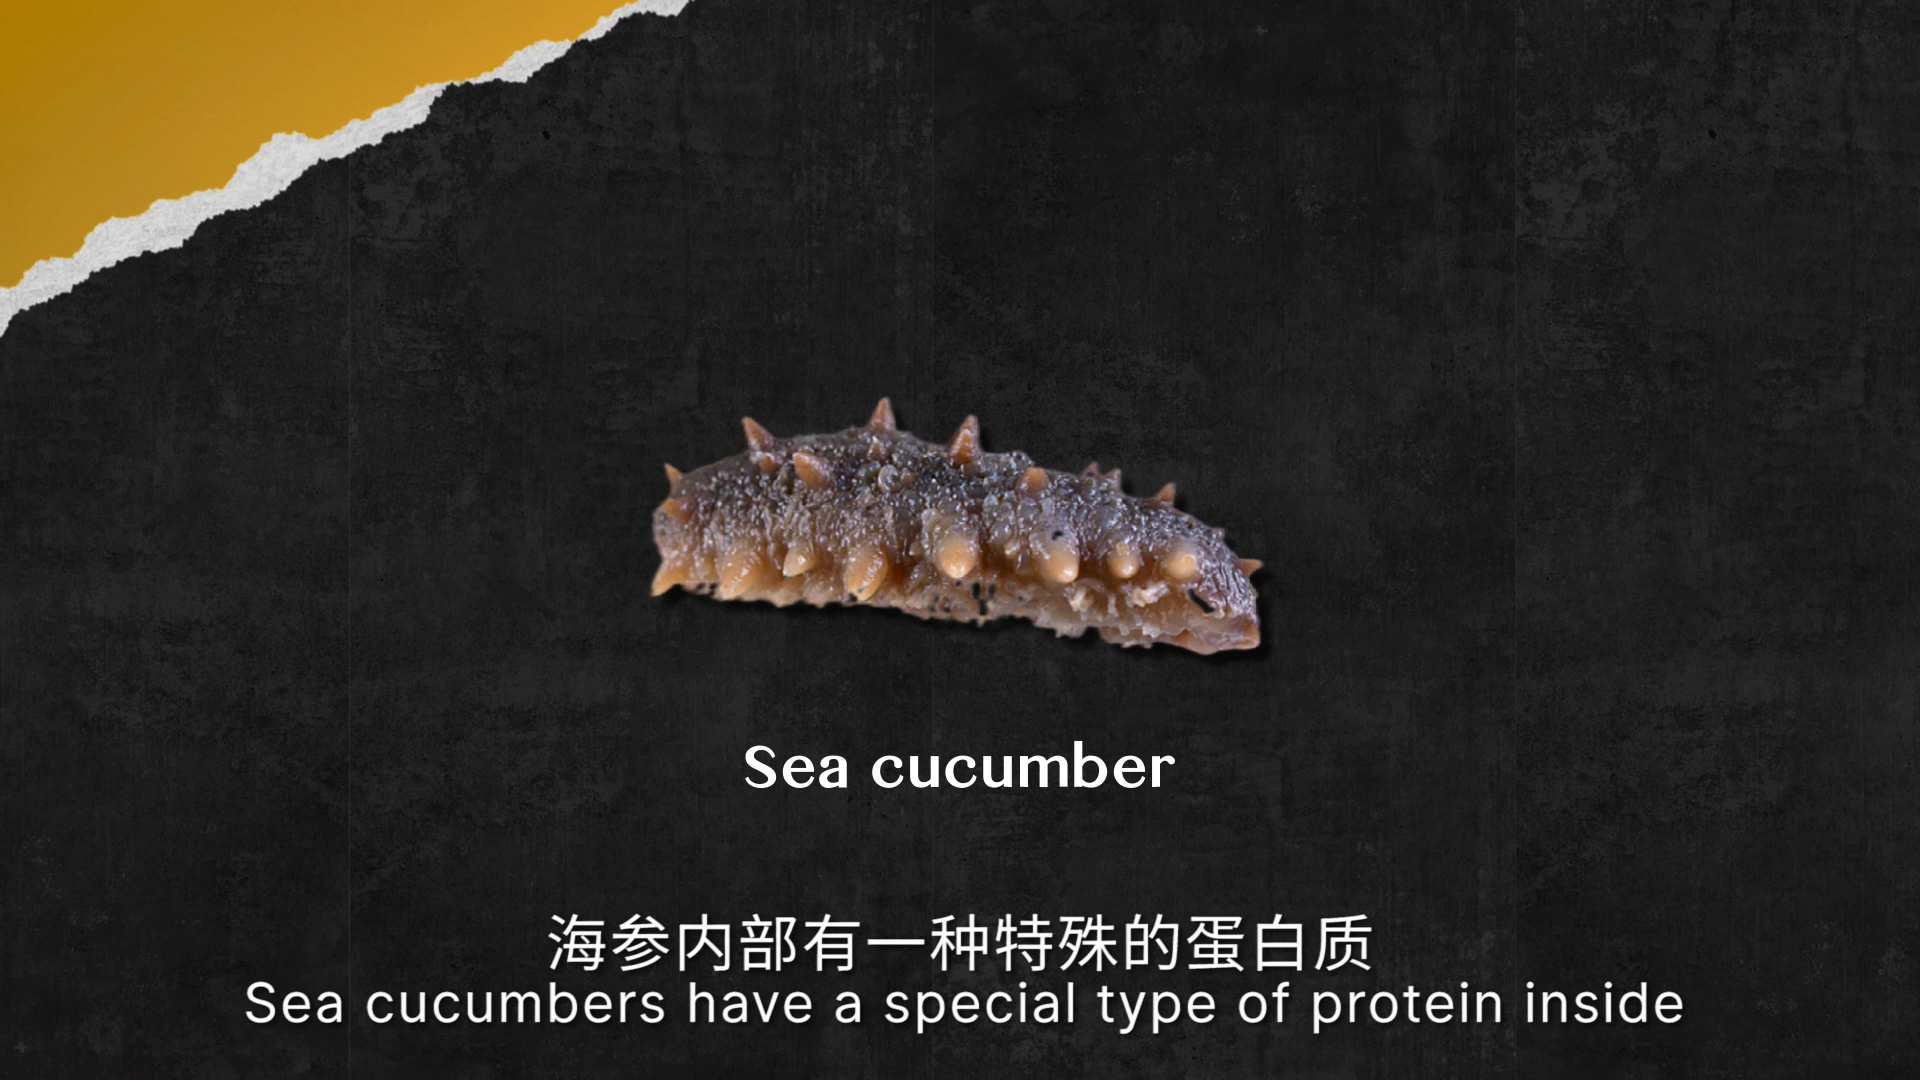 Sea cucumber
海参内部有一种特殊的蛋白质
Sea cucumbers have a special type of protein inside